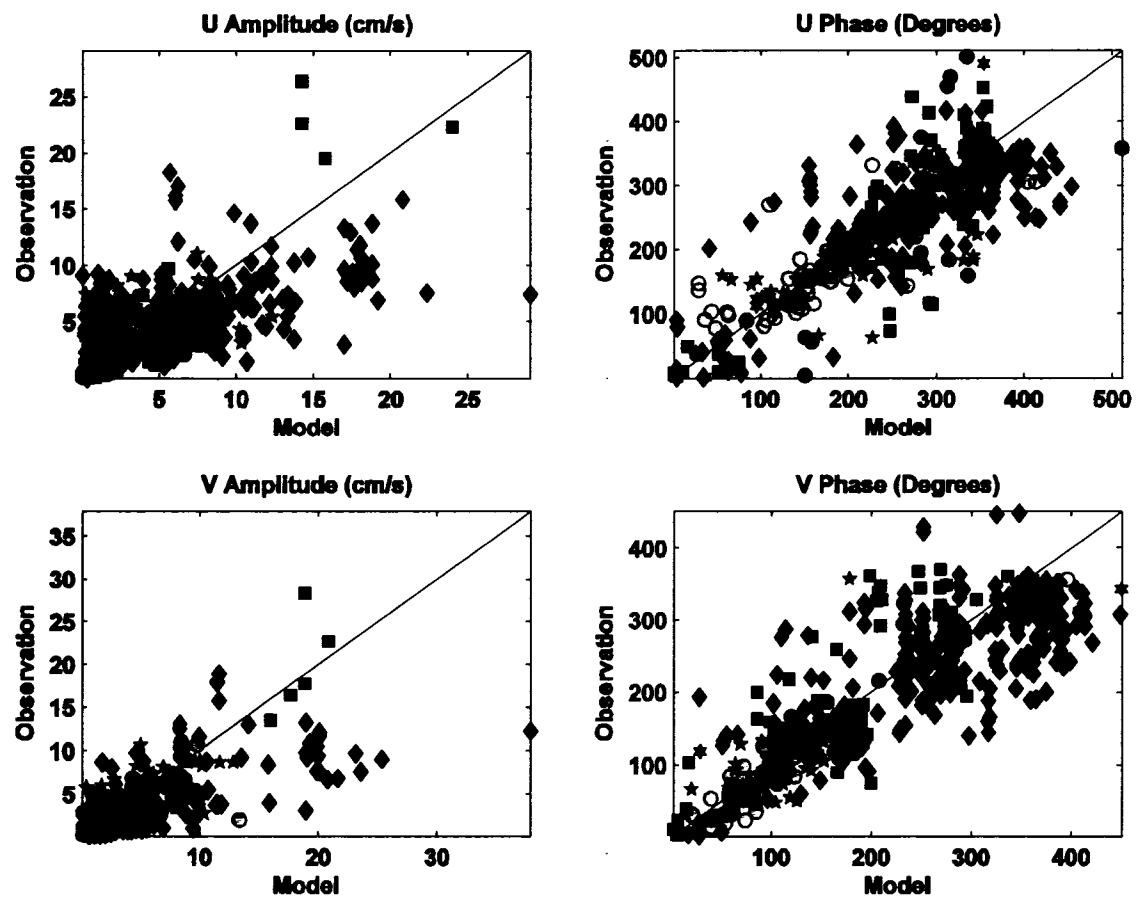 U Amplitude (cm/s)
25
20
15
10
5
Observation
5 10 15 20 25
Model
U Phase (Degrees)
500
400
300
200
100
Observation
100 200 300 400 500
Model
V Amplitude (cm/s)
35
30
25
20
15
10
5
Observation
10 20 30
Model
V Phase (Degrees)
400
300
200
100
Observation
100 200 300 400
Model